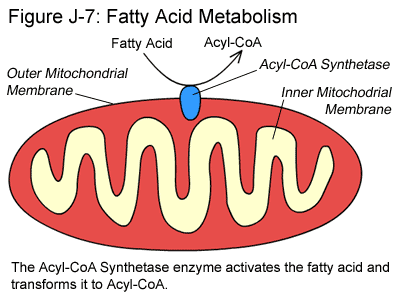 Figure J-7: Fatty Acid Metabolism
Fatty Acid
Acyl-CoA
Acyl-CoA Synthetase
Outer Mitochondrial
Membrane
Inner Mitochodrial
Membrane
The Acyl-CoA Synthetase enzyme activates the fatty acid and
transforms it to Acyl-CoA.